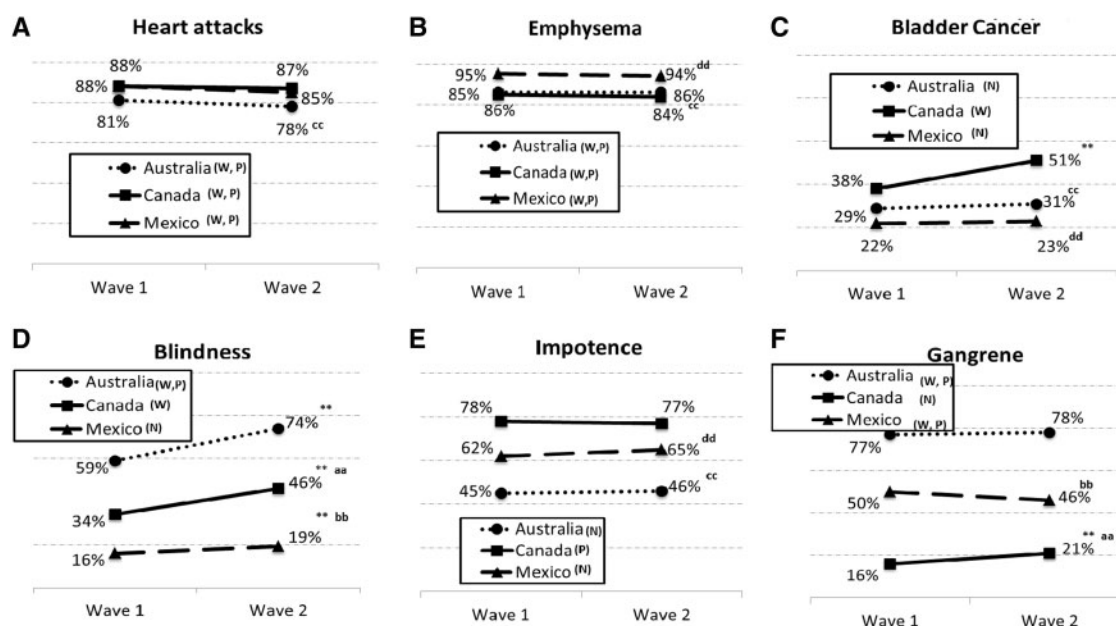 A
Heart attacks
88%
88%
81%
87%
85%
78% cc
Australia (W, P)
Canada (W, P)
Mexico (W, P)
Wave 1
Wave 2
B
Emphysema
95%
85%
86%
94% dd
86%
84% cc
Australia (W,P)
Canada (W,P)
Mexico (W,P)
Wave 1
Wave 2
C
Bladder Cancer
Australia (N)
Canada (W)
Mexico (N)
38%
29%
22%
51% **
31% cc
23% dd
Wave 1
Wave 2
D
Blindness
Australia (W,P)
Canada (W)
Mexico (N)
59%
34%
16%
74% **
46% ** aa
19% ** bb
Wave 1
Wave 2
E
Impotence
78%
62%
45%
77%
65% dd
46% cc
Australia (N)
Canada (P)
Mexico (N)
Wave 1
Wave 2
F
Gangrene
Australia (W, P)
Canada (N)
Mexico (W, P)
77%
50%
16%
78%
46% bb
21% ** aa
Wave 1
Wave 2